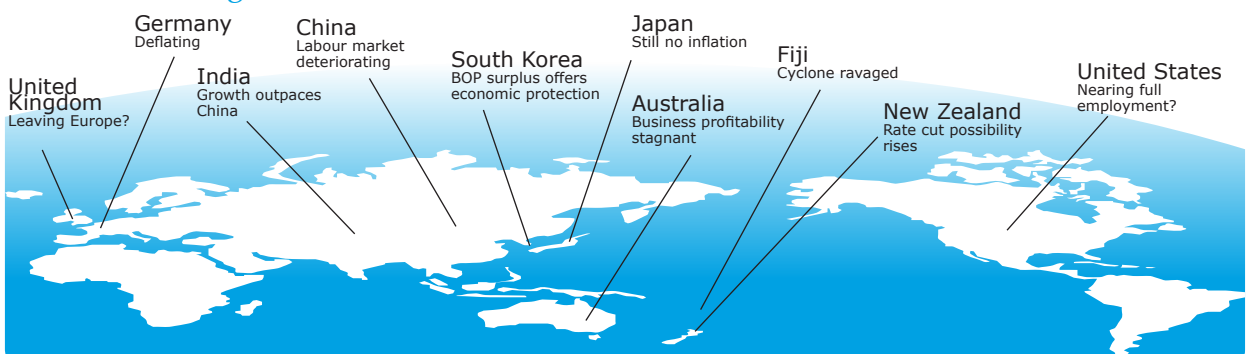 Germany
Deflating
China
Labour market
deteriorating
Japan
Still no inflation
Fiji
Cyclone ravaged
United
Kingdom
Leaving Europe?
India
Growth outpaces
China
South Korea
BOP surplus offers
economic protection
Australia
Business profitability
stagnant
New Zealand
Rate cut possibility
rises
United States
Nearing full
employment?